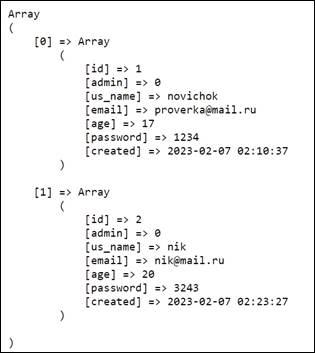 Array
(
    [0] => Array
        (
            [id] => 1
            [admin] => 0
            [us_name] => novichok
            [email] => proverka@mail.ru
            [age] => 17
            [password] => 1234
            [created] => 2023-02-07 02:10:37
        )

    [1] => Array
        (
            [id] => 2
            [admin] => 0
            [us_name] => nik
            [email] => nik@mail.ru
            [age] => 20
            [password] => 3243
            [created] => 2023-02-07 02:23:27
        )

)